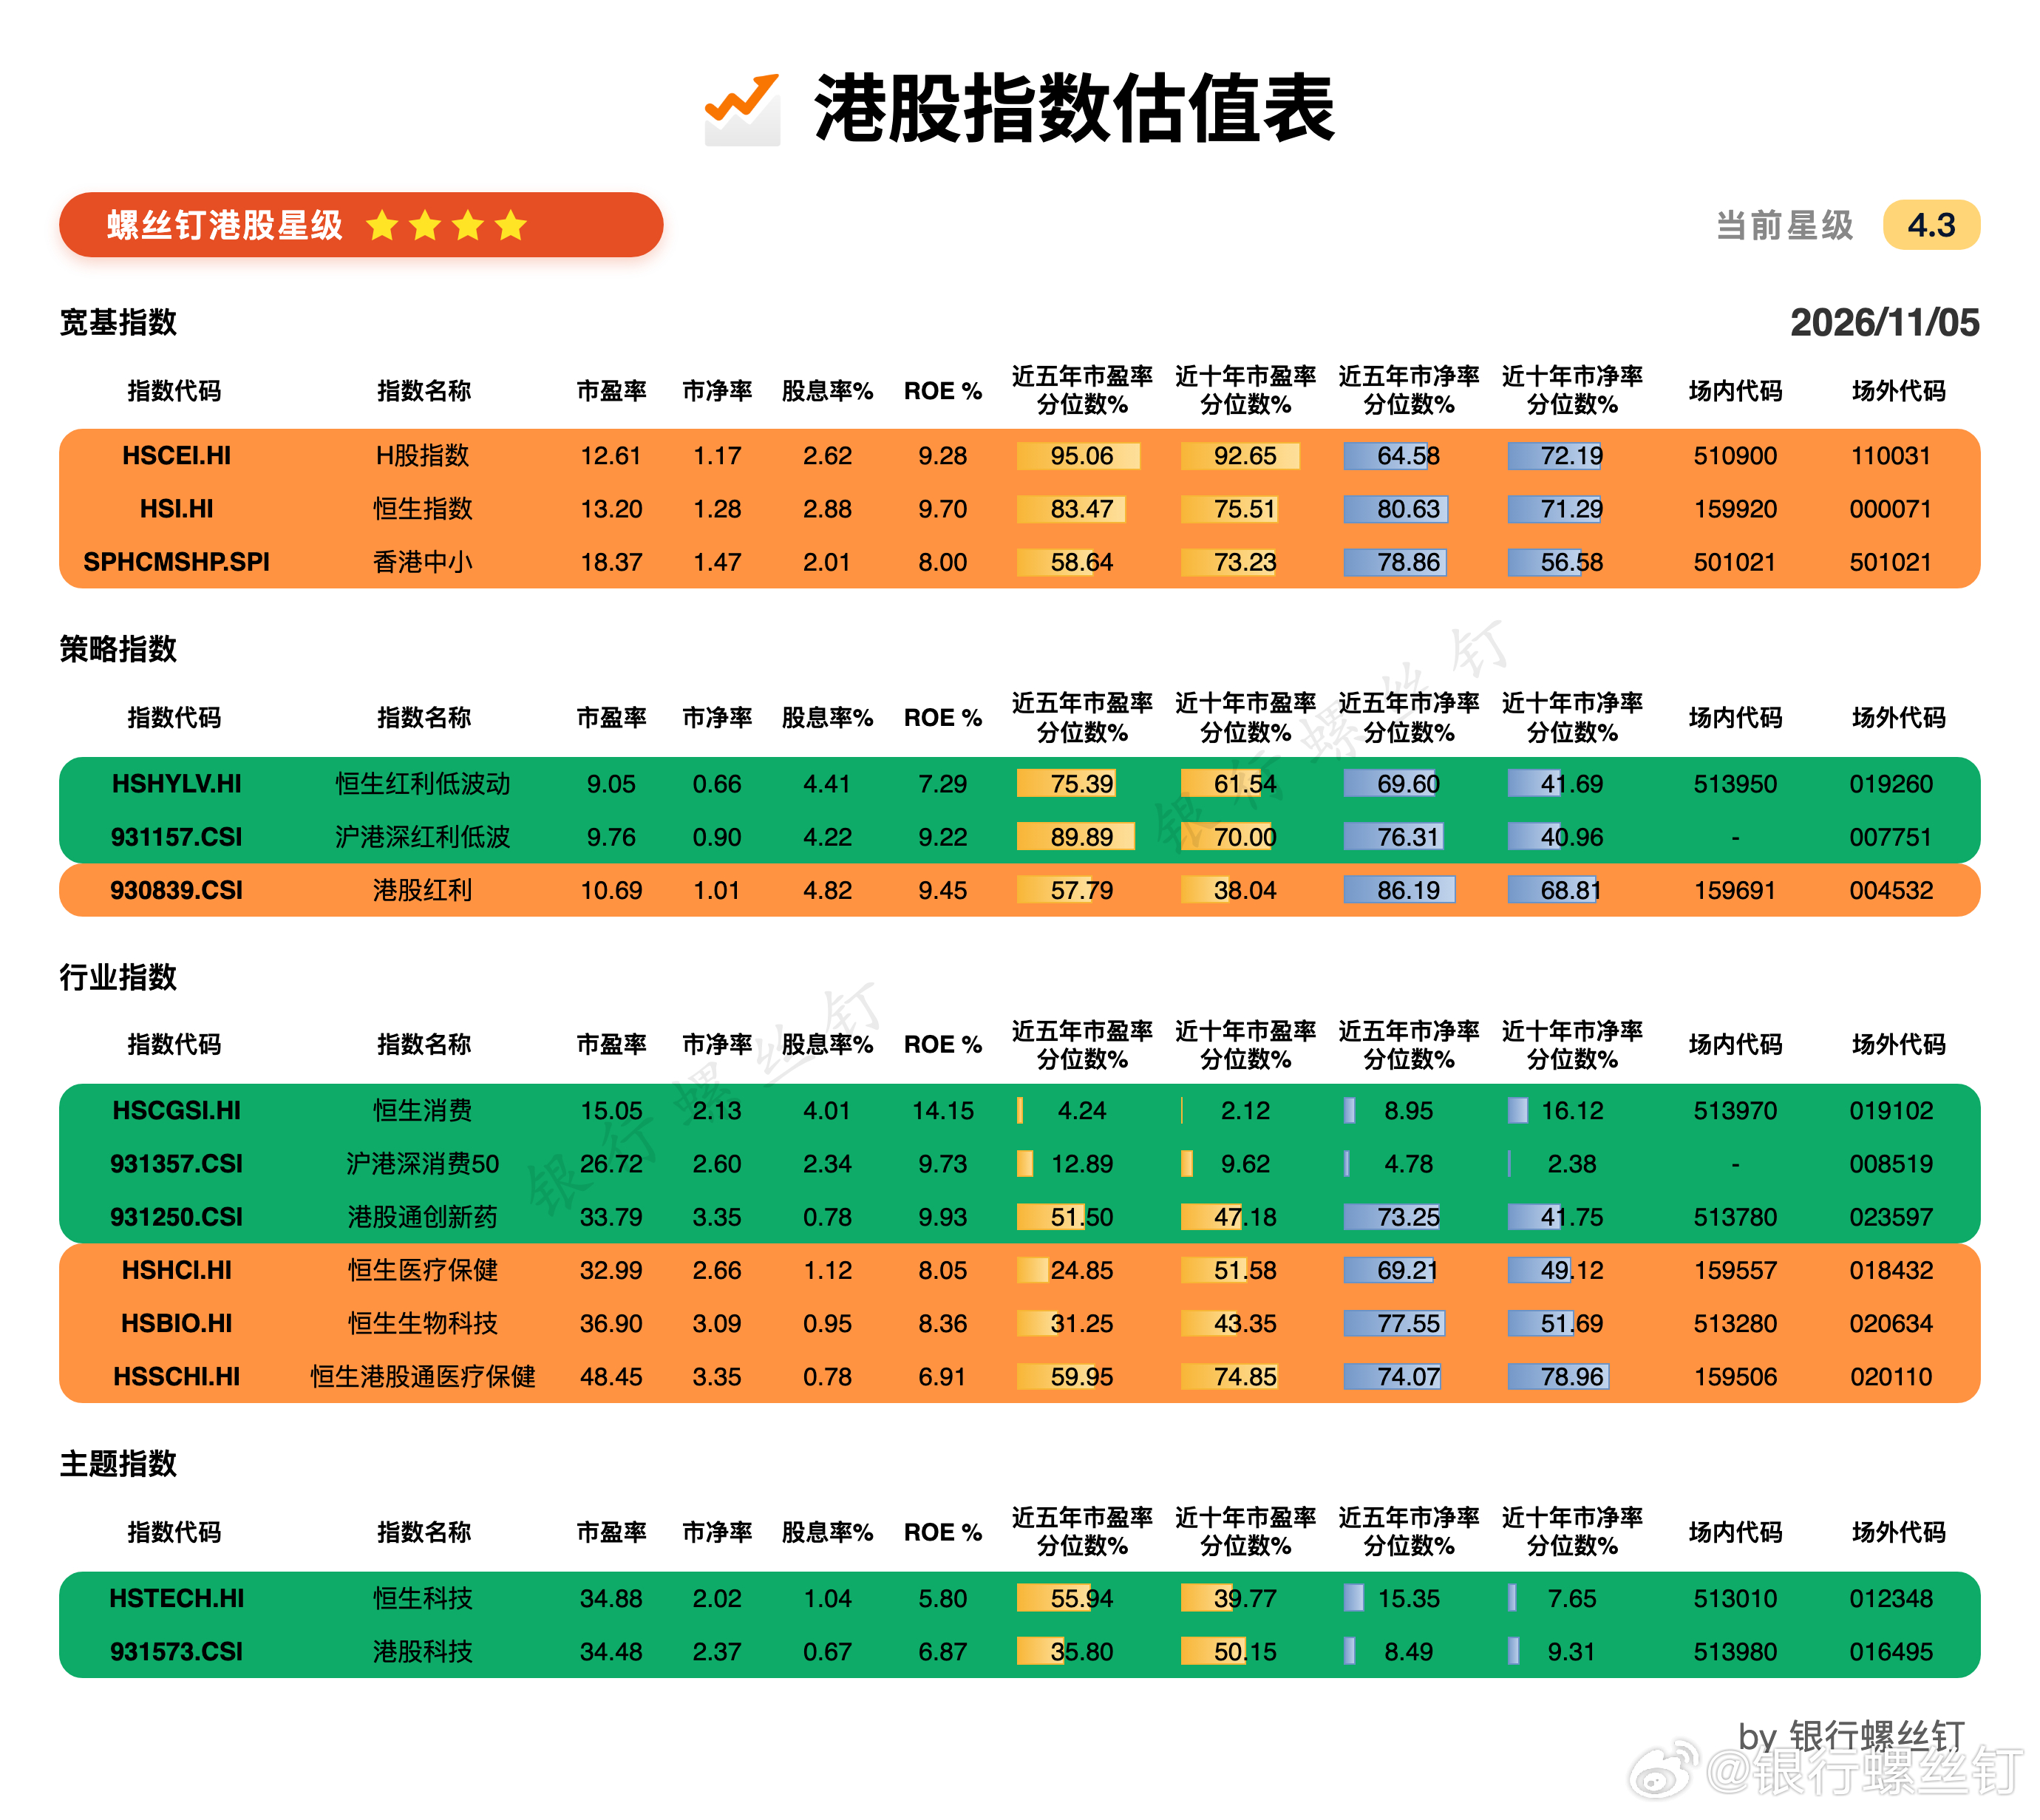 港股指数估值表
螺丝钉港股星级 当前星级 4.3
宽基指数 2026/11/05
指数代码 指数名称 市盈率 市净率 股息率% ROE % 近五年市盈率分位数% 近十年市盈率分位数% 近五年市净率分位数% 近十年市净率分位数% 场内代码 场外代码
HSCEI.HI H股指数 12.61 1.17 2.62 9.28 95.06 92.65 64.58 72.19 510900 110031
HSI.HI 恒生指数 13.20 1.28 2.88 9.70 83.47 75.51 80.63 71.29 159920 000071
SPHCMSHP.SPI 香港中小 18.37 1.47 2.01 8.00 58.64 73.23 78.86 56.58 501021 501021
策略指数
指数代码 指数名称 市盈率 市净率 股息率% ROE % 近五年市盈率分位数% 近十年市盈率分位数% 近五年市净率分位数% 近十年市净率分位数% 场内代码 场外代码
HSHYLV.HI 恒生红利低波动 9.05 0.66 4.41 7.29 75.39 61.54 69.60 41.69 513950 019260
931157.CSI 沪港深红利低波 9.76 0.90 4.22 9.22 89.89 70.00 76.31 40.96 - 007751
930839.CSI 港股红利 10.69 1.01 4.82 9.45 57.79 38.04 86.19 68.81 159691 004532
行业指数
指数代码 指数名称 市盈率 市净率 股息率% ROE % 近五年市盈率分位数% 近十年市盈率分位数% 近五年市净率分位数% 近十年市净率分位数% 场内代码 场外代码
HSCGSI.HI 恒生消费 15.05 2.13 4.01 14.15 4.24 2.12 8.95 16.12 513970 019102
931357.CSI 沪港深消费50 26.72 2.60 2.34 9.73 12.89 9.62 4.78 2.38 - 008519
931250.CSI 港股通创新药 33.79 3.35 0.78 9.93 51.50 47.18 73.25 41.75 513780 023597
HSHCI.HI 恒生医疗保健 32.99 2.66 1.12 8.05 24.85 51.58 69.21 49.12 159557 018432
HSBIO.HI 恒生生物科技 36.90 3.09 0.95 8.36 31.25 43.35 77.55 51.69 513280 020634
HSSCHI.HI 恒生港股通医疗保健 48.45 3.35 0.78 6.91 59.95 74.85 74.07 78.96 159506 020110
主题指数
指数代码 指数名称 市盈率 市净率 股息率% ROE % 近五年市盈率分位数% 近十年市盈率分位数% 近五年市净率分位数% 近十年市净率分位数% 场内代码 场外代码
HSTECH.HI 恒生科技 34.88 2.02 1.04 5.80 55.94 39.77 15.35 7.65 513010 012348
931573.CSI 港股科技 34.48 2.37 0.67 6.87 35.80 50.15 8.49 9.31 513980 016495
by 银行螺丝钉
@银行螺丝钉
银行螺丝钉
银行螺丝钉